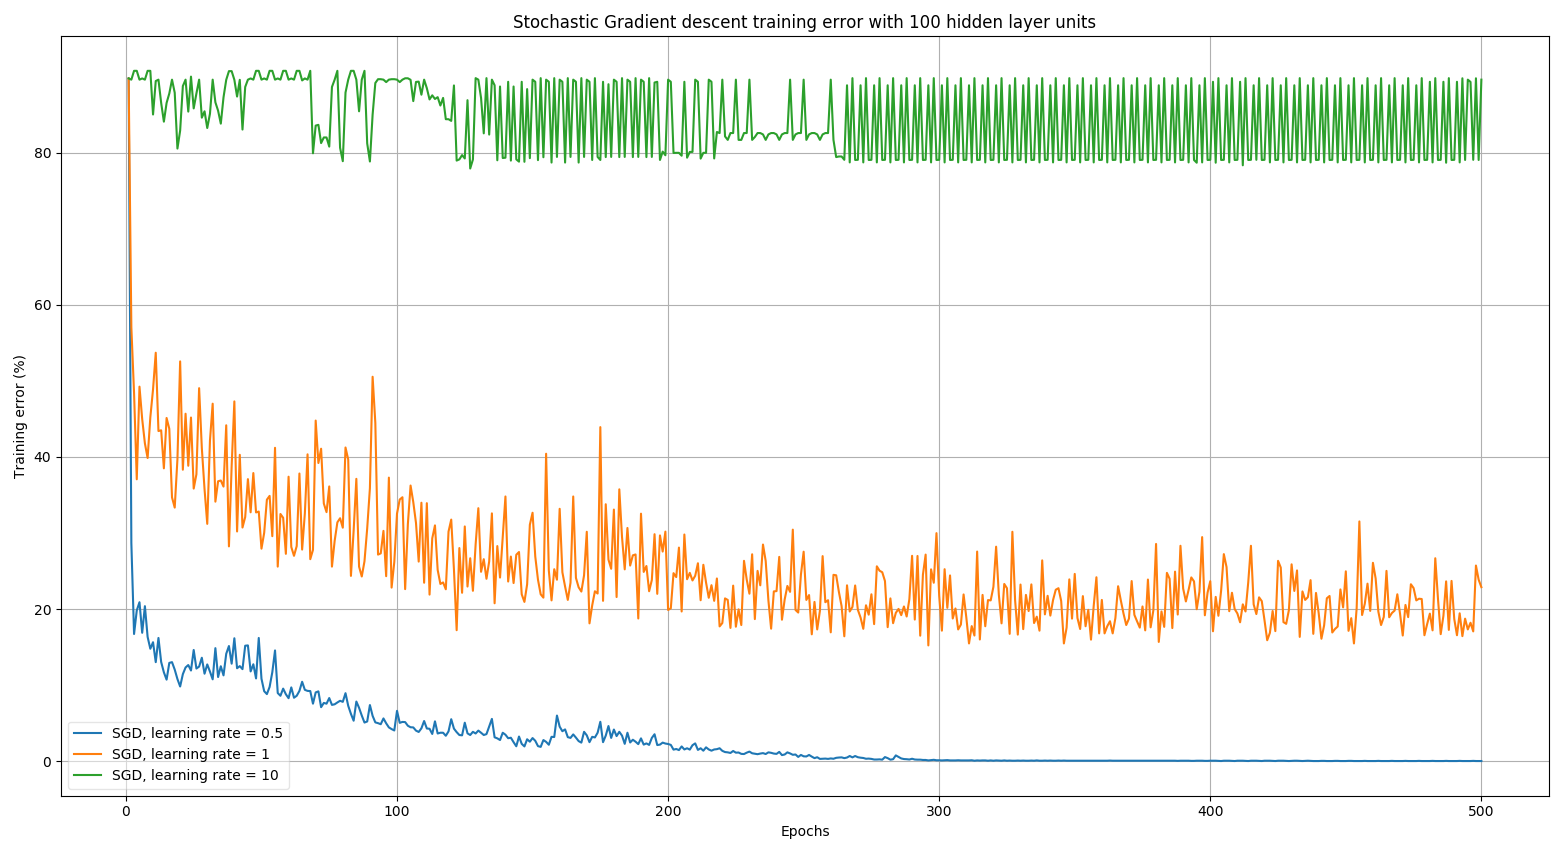 Stochastic Gradient descent training error with 100 hidden layer units
Training error (%)
80
60
40
20
0
SGD, learning rate = 0.5
SGD, learning rate = 1
SGD, learning rate = 10
0 100 200 300 400 500
Epochs